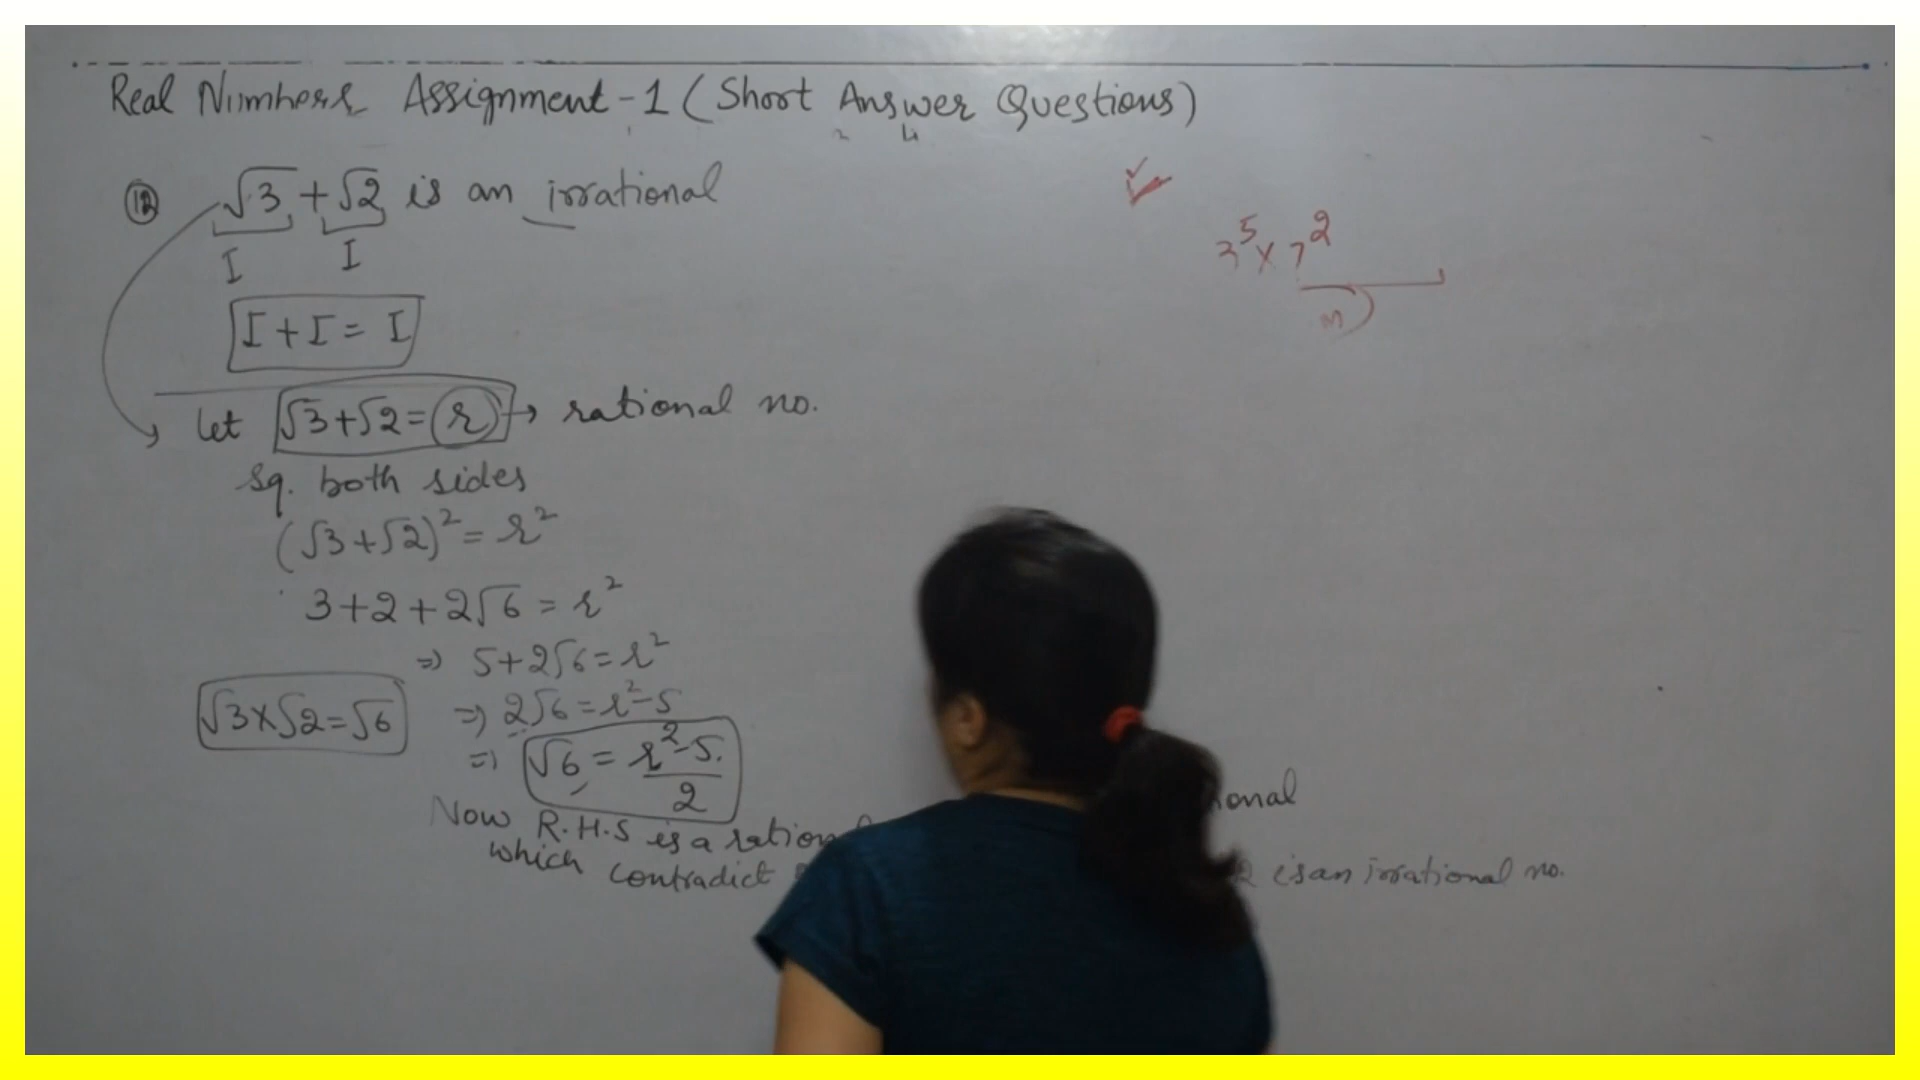 Real Numbers Assignment-1 (Short Answer Questions)
⑫ √3 + √2 is an irrational
I I
I + I = I
3⁵ × 7²
let √3+√2 = r → rational no.
sq. both sides
(√3+√2)² = r²
3+2+2√6 = r²
⇒ 5+2√6 = r²
√3×√2=√6
⇒ 2√6 = r²-5
⇒ √6 = r²-5 / 2
Now R.H.S is a ration onal
which contradict 2 is an irrational no.